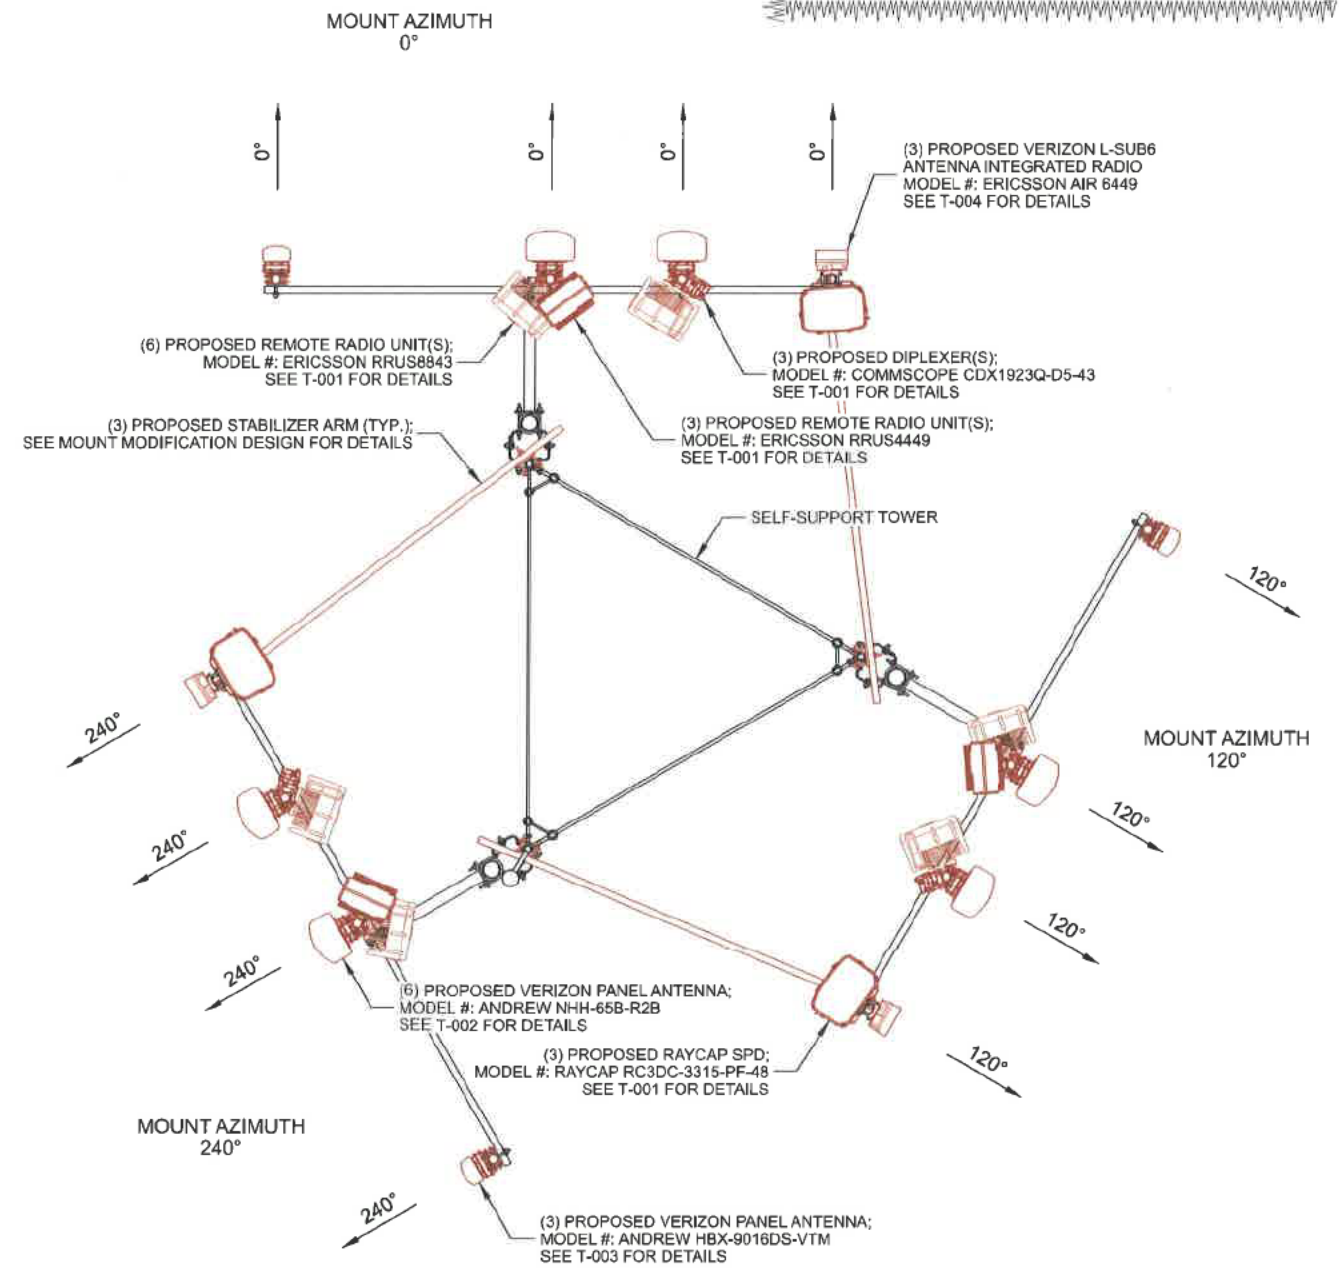 MOUNT AZIMUTH
0°
0°
0°
0°
0°
(3) PROPOSED VERIZON L-SUB6
ANTENNA INTEGRATED RADIO
MODEL #: ERICSSON AIR 6449
SEE T-004 FOR DETAILS
(6) PROPOSED REMOTE RADIO UNIT(S);
MODEL #: ERICSSON RRUS8843
SEE T-001 FOR DETAILS
(3) PROPOSED DIPLEXER(S);
MODEL #: COMMSCOPE CDX1923Q-D5-43
SEE T-001 FOR DETAILS
(3) PROPOSED STABILIZER ARM (TYP.);
SEE MOUNT MODIFICATION DESIGN FOR DETAILS
(3) PROPOSED REMOTE RADIO UNIT(S);
MODEL #: ERICSSON RRUS4449
SEE T-001 FOR DETAILS
SELF-SUPPORT TOWER
120°
240°
MOUNT AZIMUTH
120°
120°
240°
120°
240°
(6) PROPOSED VERIZON PANEL ANTENNA;
MODEL #: ANDREW NHH-65B-R2B
SEE T-002 FOR DETAILS
(3) PROPOSED RAYCAP SPD;
MODEL #: RAYCAP RC3DC-3315-PF-48
SEE T-001 FOR DETAILS
120°
MOUNT AZIMUTH
240°
240°
(3) PROPOSED VERIZON PANEL ANTENNA;
MODEL #: ANDREW HBX-9016DS-VTM
SEE T-003 FOR DETAILS